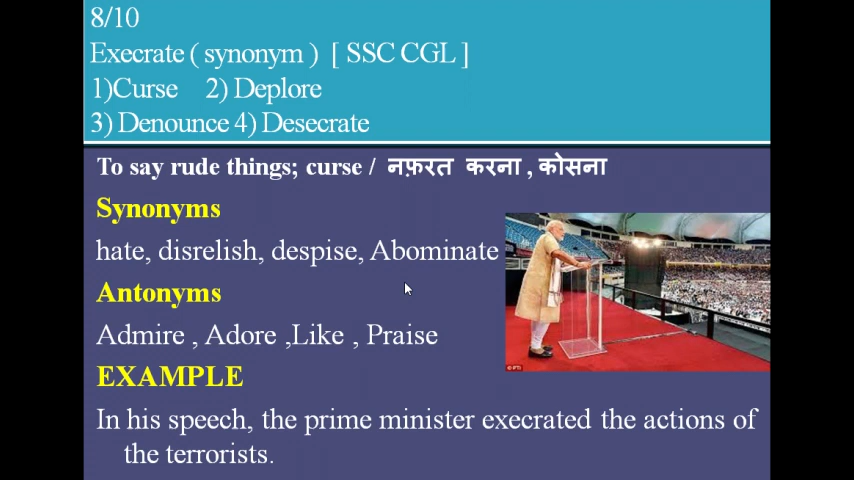 8/10
Execrate ( synonym ) [ SSC CGL ]
1)Curse 2) Deplore
3) Denounce 4) Desecrate
To say rude things; curse / नफ़रत करना , कोसना
Synonyms
hate, disrelish, despise, Abominate
Antonyms
Admire , Adore ,Like , Praise
EXAMPLE
In his speech, the prime minister execrated the actions of
the terrorists.
© PTI